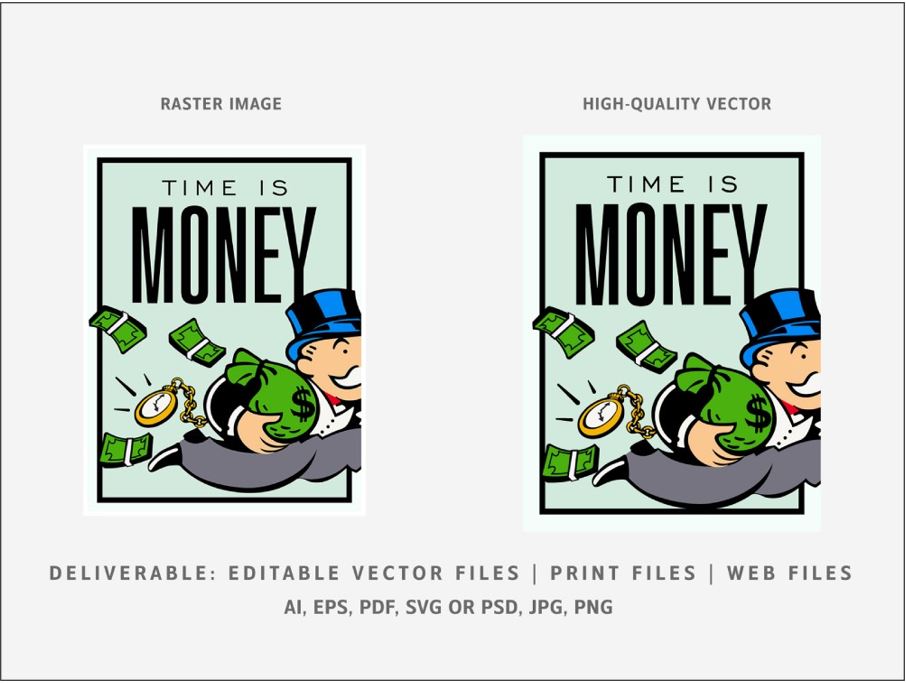 RASTER IMAGE
HIGH-QUALITY VECTOR
TIME IS
MONEY
$
TIME IS
MONEY
$
DELIVERABLE: EDITABLE VECTOR FILES | PRINT FILES | WEB FILES
AI, EPS, PDF, SVG OR PSD, JPG, PNG